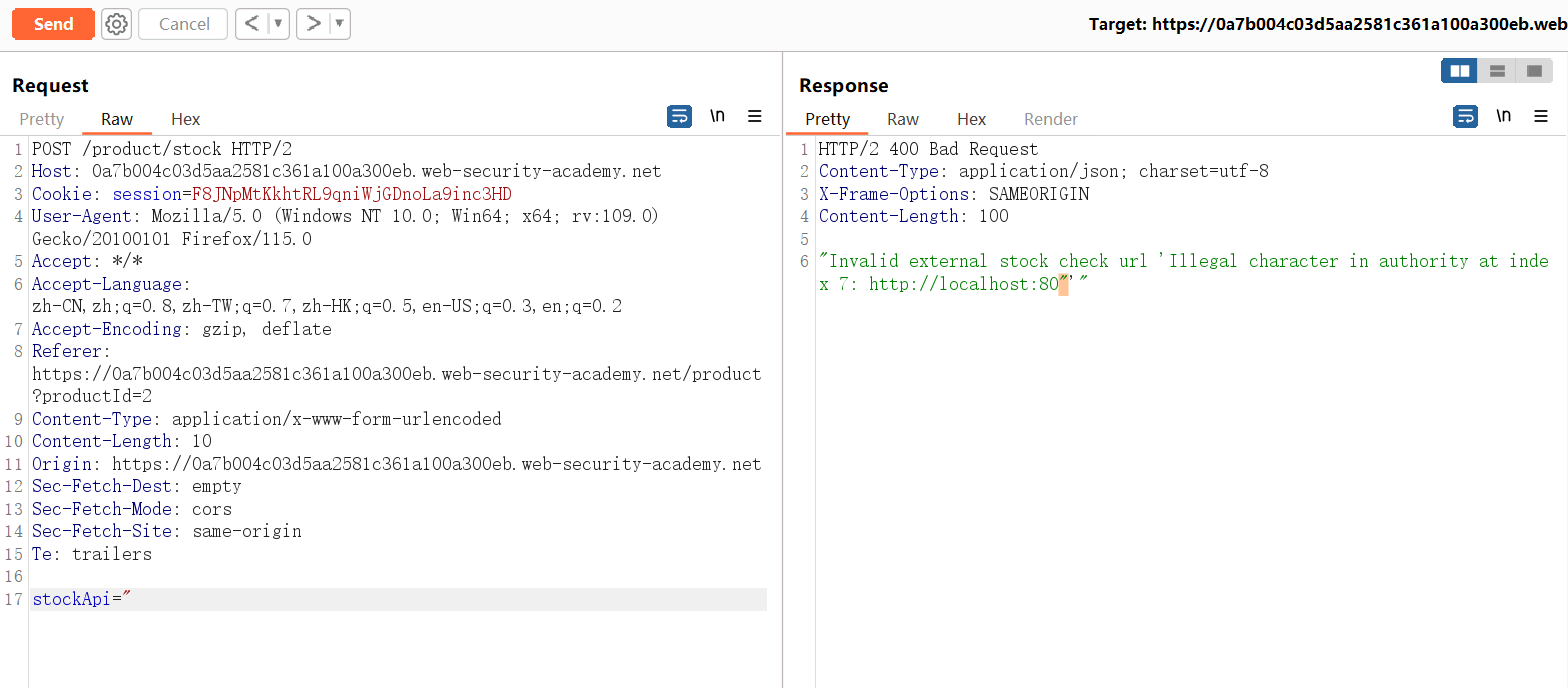 Send
Cancel
<
>
Target: https://0a7b004c03d5aa2581c361a100a300eb.web
Request
Pretty Raw Hex
\n
1 POST /product/stock HTTP/2
2 Host: 0a7b004c03d5aa2581c361a100a300eb.web-security-academy.net
3 Cookie: session=F8JNpMtKkhtRL9qniWjGDnoLa9inc3HD
4 User-Agent: Mozilla/5.0 (Windows NT 10.0; Win64; x64; rv:109.0)
Gecko/20100101 Firefox/115.0
5 Accept: */*
6 Accept-Language:
zh-CN,zh;q=0.8,zh-TW;q=0.7,zh-HK;q=0.5,en-US;q=0.3,en;q=0.2
7 Accept-Encoding: gzip, deflate
8 Referer:
https://0a7b004c03d5aa2581c361a100a300eb.web-security-academy.net/product
?productId=2
9 Content-Type: application/x-www-form-urlencoded
10 Content-Length: 10
11 Origin: https://0a7b004c03d5aa2581c361a100a300eb.web-security-academy.net
12 Sec-Fetch-Dest: empty
13 Sec-Fetch-Mode: cors
14 Sec-Fetch-Site: same-origin
15 Te: trailers
16
17 stockApi="
Response
Pretty Raw Hex Render
\n
1 HTTP/2 400 Bad Request
2 Content-Type: application/json; charset=utf-8
3 X-Frame-Options: SAMEORIGIN
4 Content-Length: 100
5
6 "Invalid external stock check url 'Illegal character in authority at inde
x 7: http://localhost:80"'"